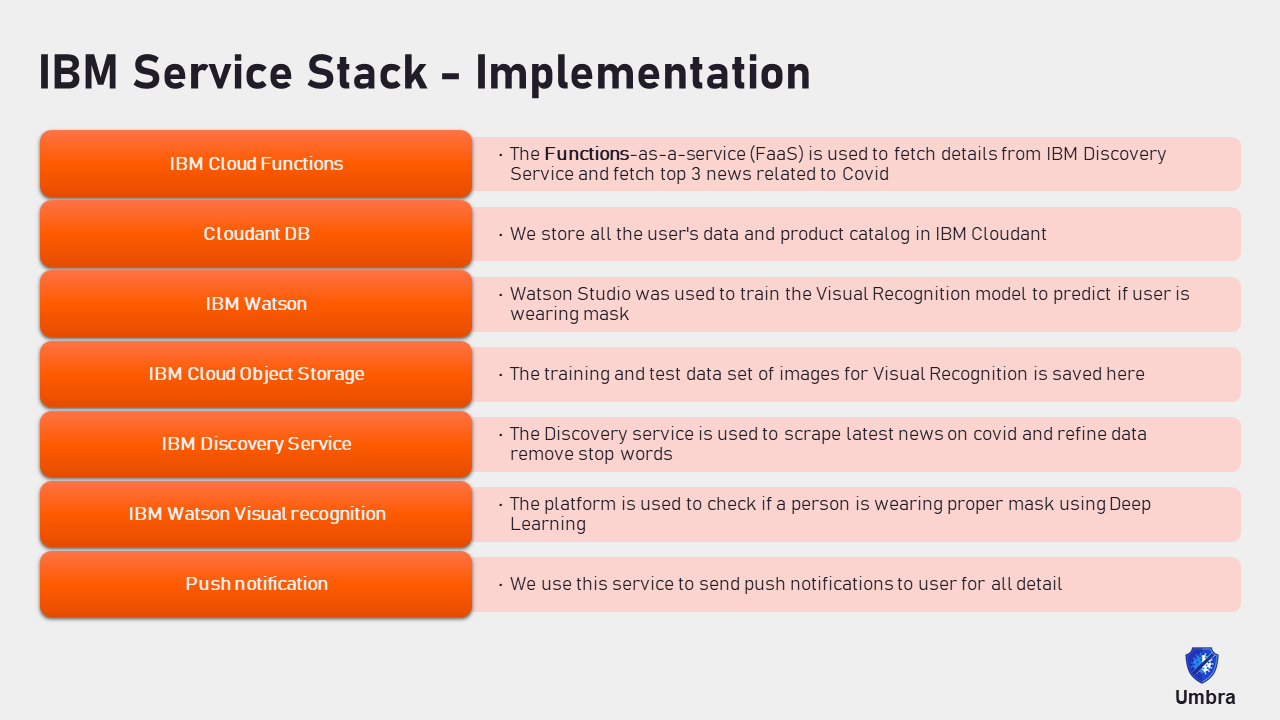 IBM Service Stack - Implementation
IBM Cloud Functions
• The Functions-as-a-service (FaaS) is used to fetch details from IBM Discovery
Service and fetch top 3 news related to Covid
Cloudant DB
• We store all the user's data and product catalog in IBM Cloudant
IBM Watson
• Watson Studio was used to train the Visual Recognition model to predict if user is
wearing mask
IBM Cloud Object Storage
• The training and test data set of images for Visual Recognition is saved here
IBM Discovery Service
• The Discovery service is used to scrape latest news on covid and refine data
remove stop words
IBM Watson Visual recognition
• The platform is used to check if a person is wearing proper mask using Deep
Learning
Push notification
• We use this service to send push notifications to user for all detail
Umbra